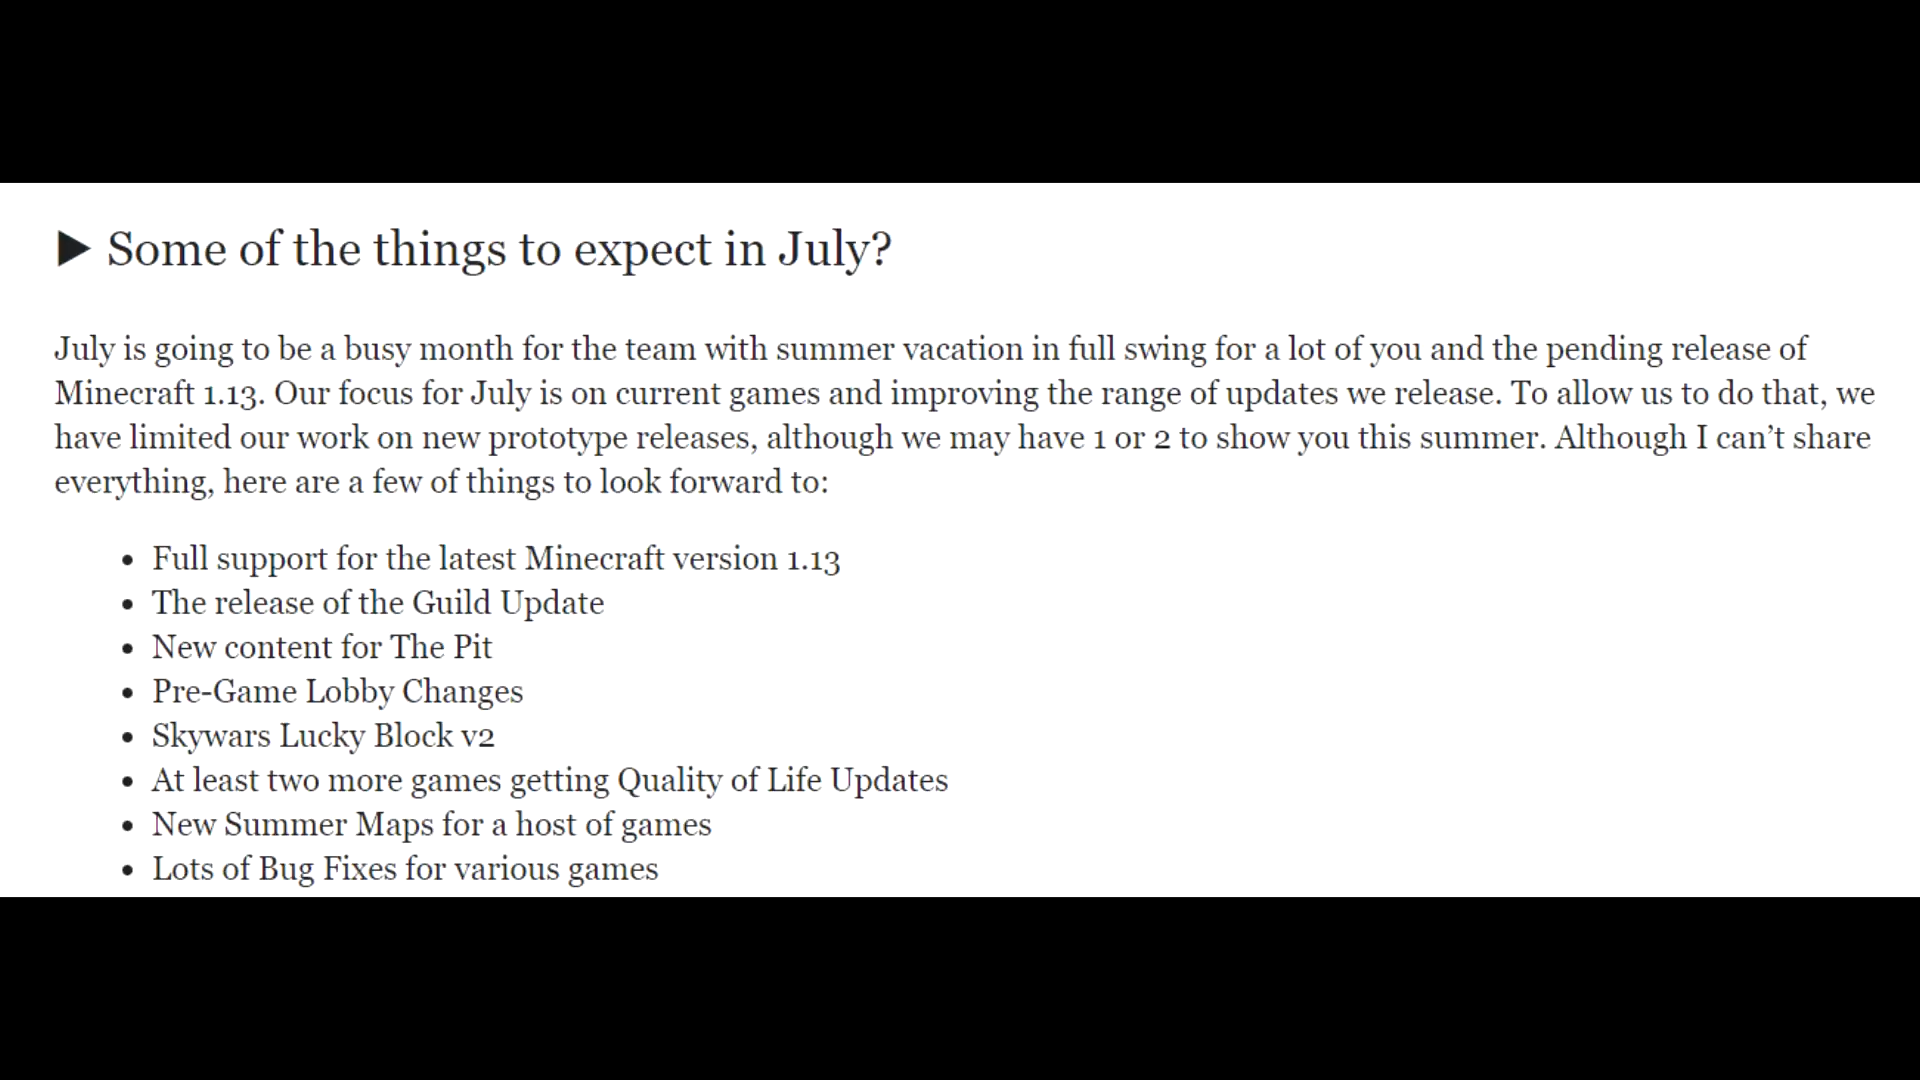 ▶ Some of the things to expect in July?
July is going to be a busy month for the team with summer vacation in full swing for a lot of you and the pending release of
Minecraft 1.13. Our focus for July is on current games and improving the range of updates we release. To allow us to do that, we
have limited our work on new prototype releases, although we may have 1 or 2 to show you this summer. Although I can’t share
everything, here are a few of things to look forward to:
• Full support for the latest Minecraft version 1.13
• The release of the Guild Update
• New content for The Pit
• Pre-Game Lobby Changes
• Skywars Lucky Block v2
• At least two more games getting Quality of Life Updates
• New Summer Maps for a host of games
• Lots of Bug Fixes for various games